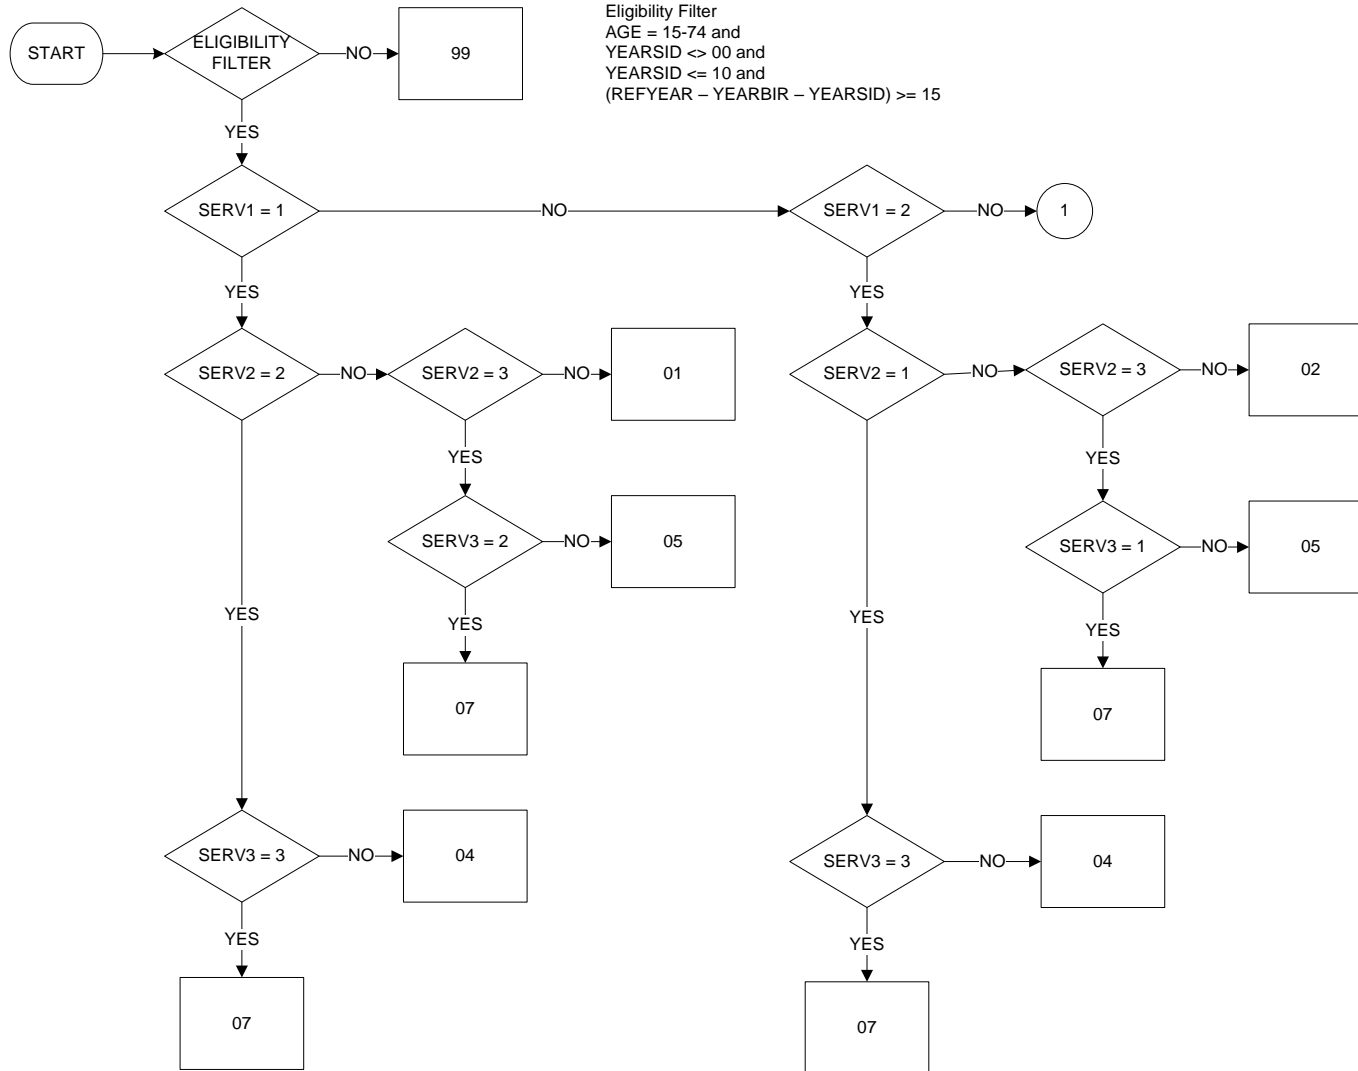 Eligibility Filter
AGE = 15-74 and
YEARSID <> 00 and
YEARSID <= 10 and
(REFYEAR – YEARBIR – YEARSID) >= 15
START
ELIGIBILITY
FILTER
NO
99
YES
SERV1 = 1
NO
SERV1 = 2
NO
1
YES
YES
SERV2 = 2
NO
SERV2 = 3
NO
01
SERV2 = 1
NO
SERV2 = 3
NO
02
YES
YES
SERV3 = 2
NO
05
SERV3 = 1
NO
05
YES
YES
YES
YES
07
07
SERV3 = 3
NO
04
SERV3 = 3
NO
04
YES
YES
07
07